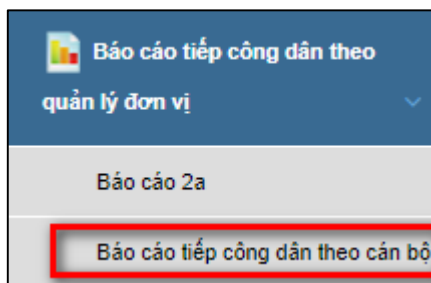 Báo cáo tiếp công dân theo
quản lý đơn vị
Báo cáo 2a
Báo cáo tiếp công dân theo cán bộ